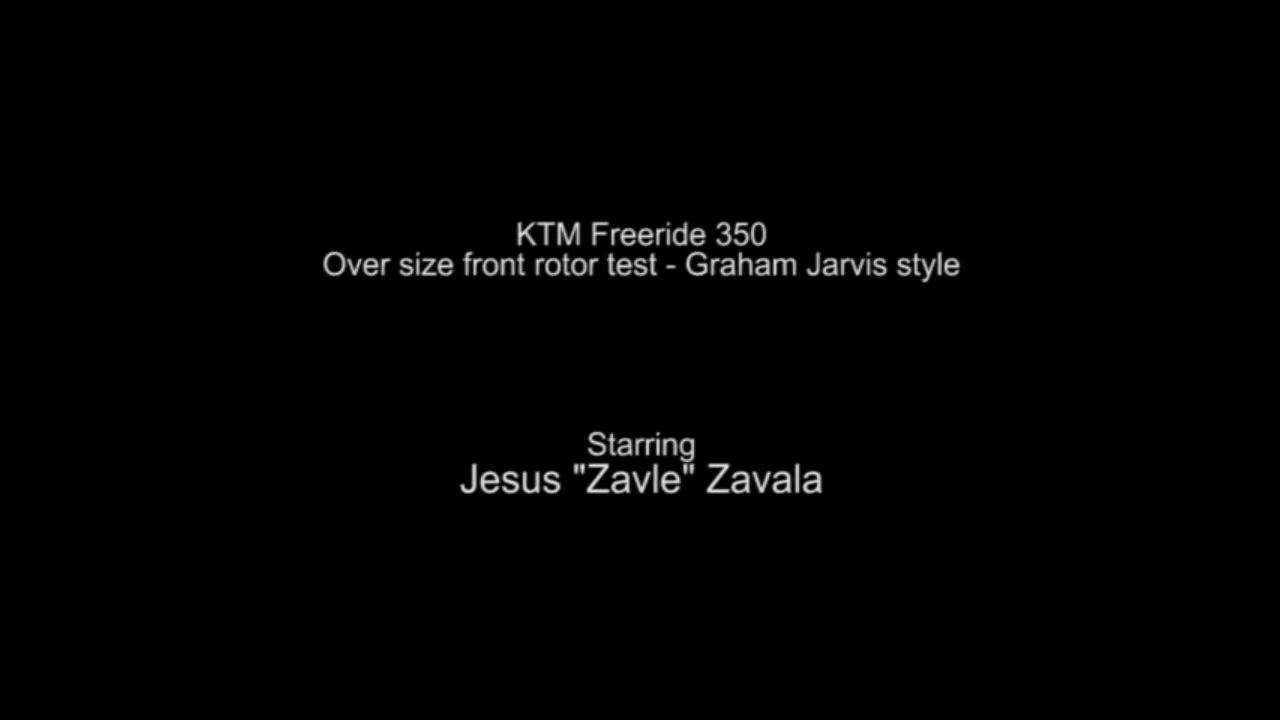 KTM Freeride 350
Over size front rotor test - Graham Jarvis style
Starring
Jesus "Zavle" Zavala